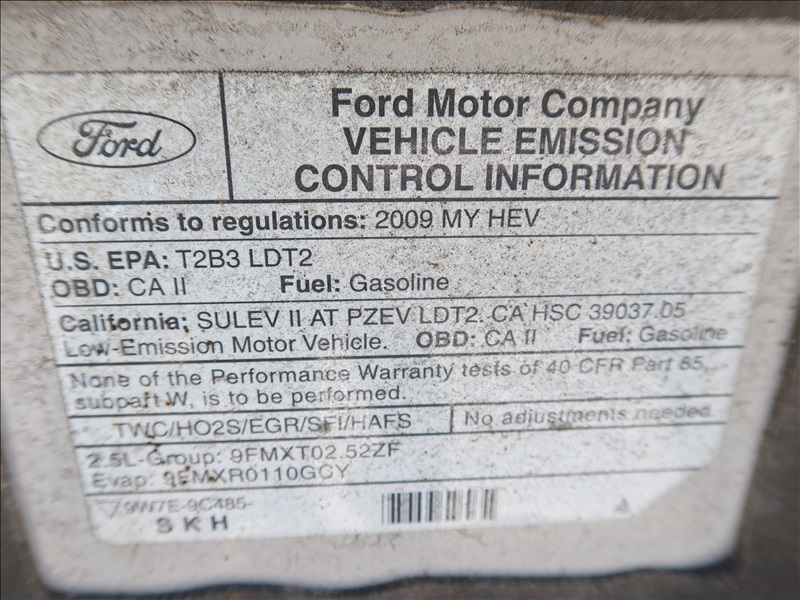 Ford
Ford Motor Company
VEHICLE EMISSION
CONTROL INFORMATION
Conforms to regulations: 2009 MY HEV
U.S. EPA: T2B3 LDT2
OBD: CA II Fuel: Gasoline
California: SULEV II AT PZEV LDT2. CA HSC 39037.05
Low-Emission Motor Vehicle. OBD: CA II Fuel: Gasoline
None of the Performance Warranty tests of 40 CFR Part 85,
subpart W, is to be performed.
TWC/HO2S/EGR/SFI/HAFS No adjustments needed.
2.5L-Group: 9FMXT02.52ZF
Evap: 9FMXR0110GCY
9W7E-9C485-
SKH